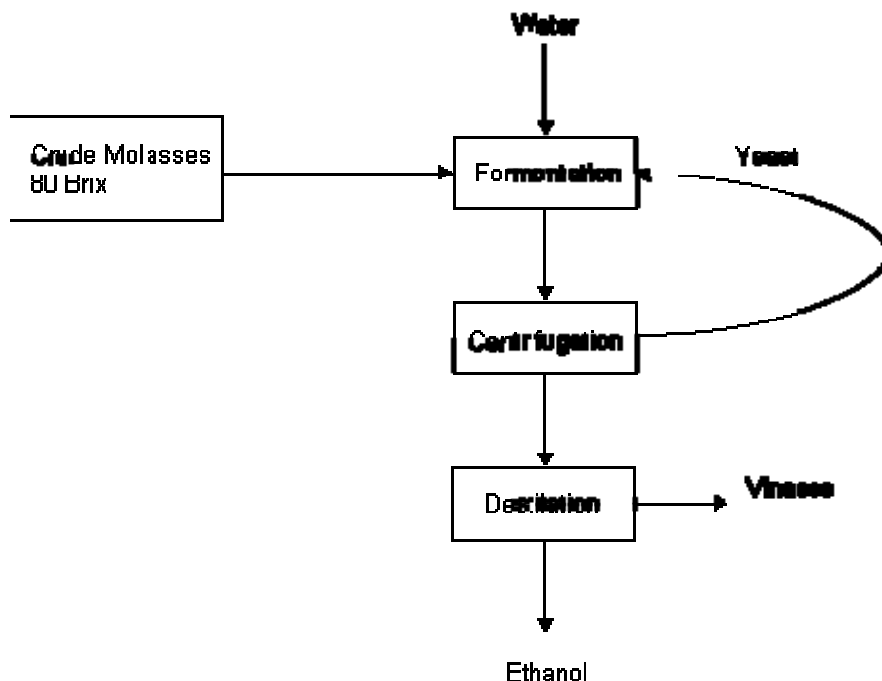 Water
Crude Molasses
80 Brix
Yeast
Fermentation
Centrifugation
Destilation
Vinasse
Ethanol